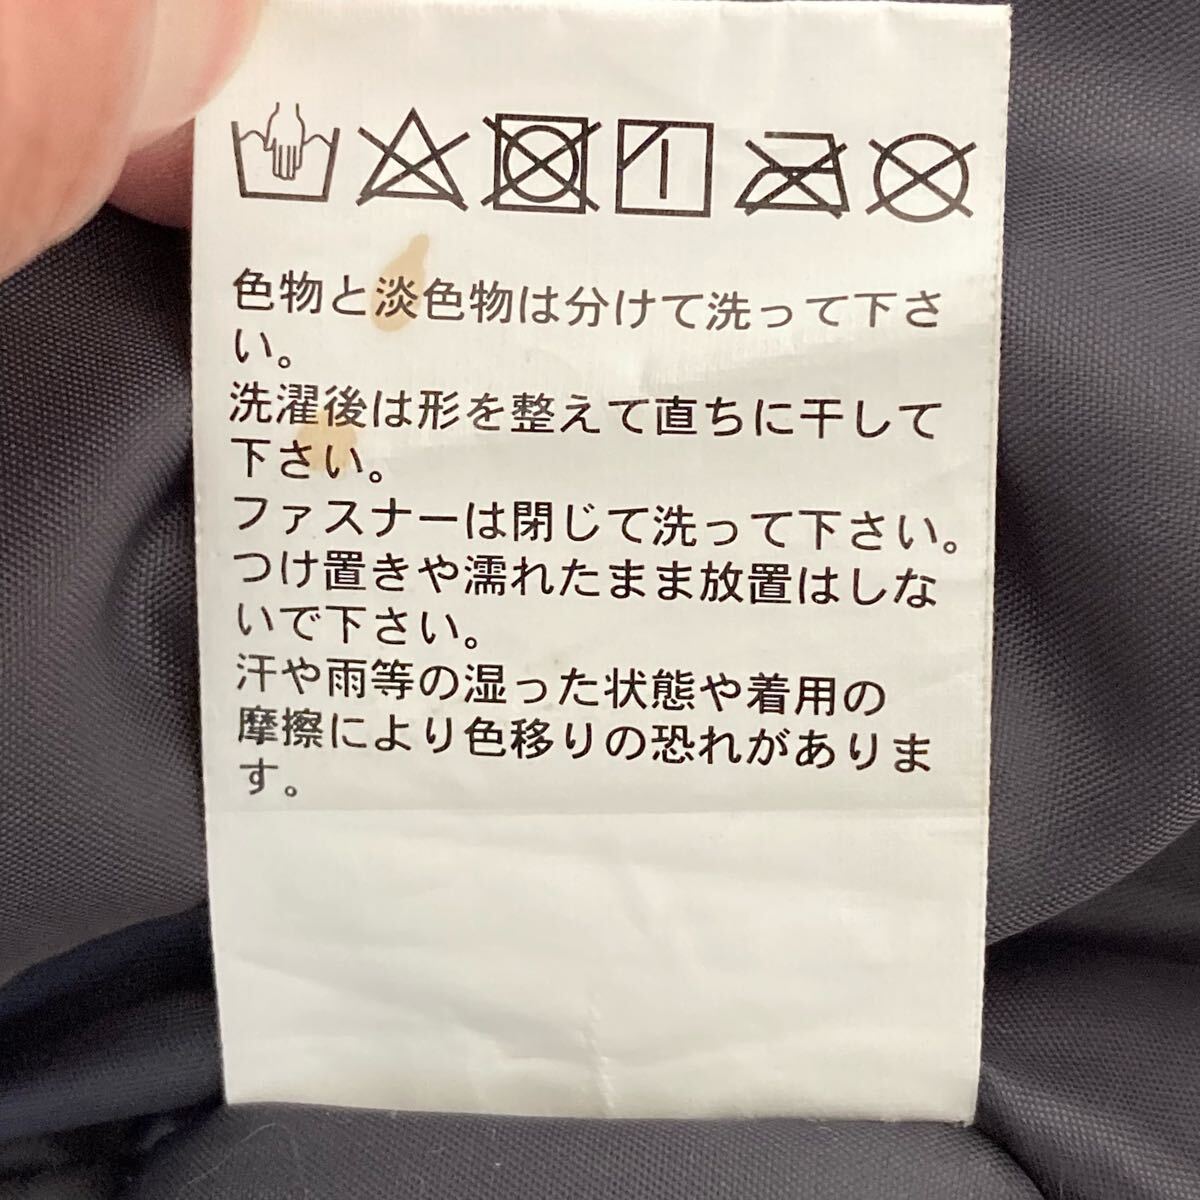 色物と淡色物は分けて洗って下さ
い。
洗濯後は形を整えて直ちに干して
下さい。
ファスナーは閉じて洗って下さい。
つけ置きや濡れたまま放置はしな
いで下さい。
汗や雨等の湿った状態や着用の
摩擦により色移りの恐れがありま
す。